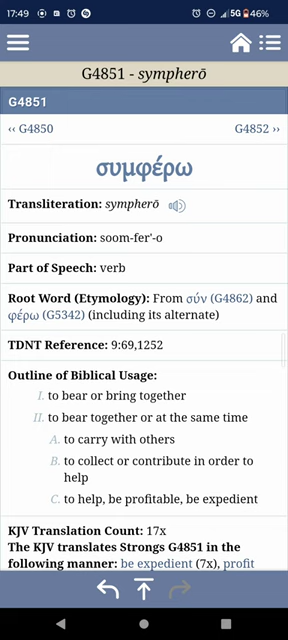 17:49 5G 46%
G4851 - sympherō
G4851
‹‹ G4850 G4852 ››
συμφέρω
Transliteration: sympherō
Pronunciation: soom-fer'-o
Part of Speech: verb
Root Word (Etymology): From σύν (G4862) and
φέρω (G5342) (including its alternate)
TDNT Reference: 9:69,1252
Outline of Biblical Usage:
I. to bear or bring together
II. to bear together or at the same time
A. to carry with others
B. to collect or contribute in order to
help
C. to help, be profitable, be expedient
KJV Translation Count: 17x
The KJV translates Strongs G4851 in the
following manner: be expedient (7x), profit